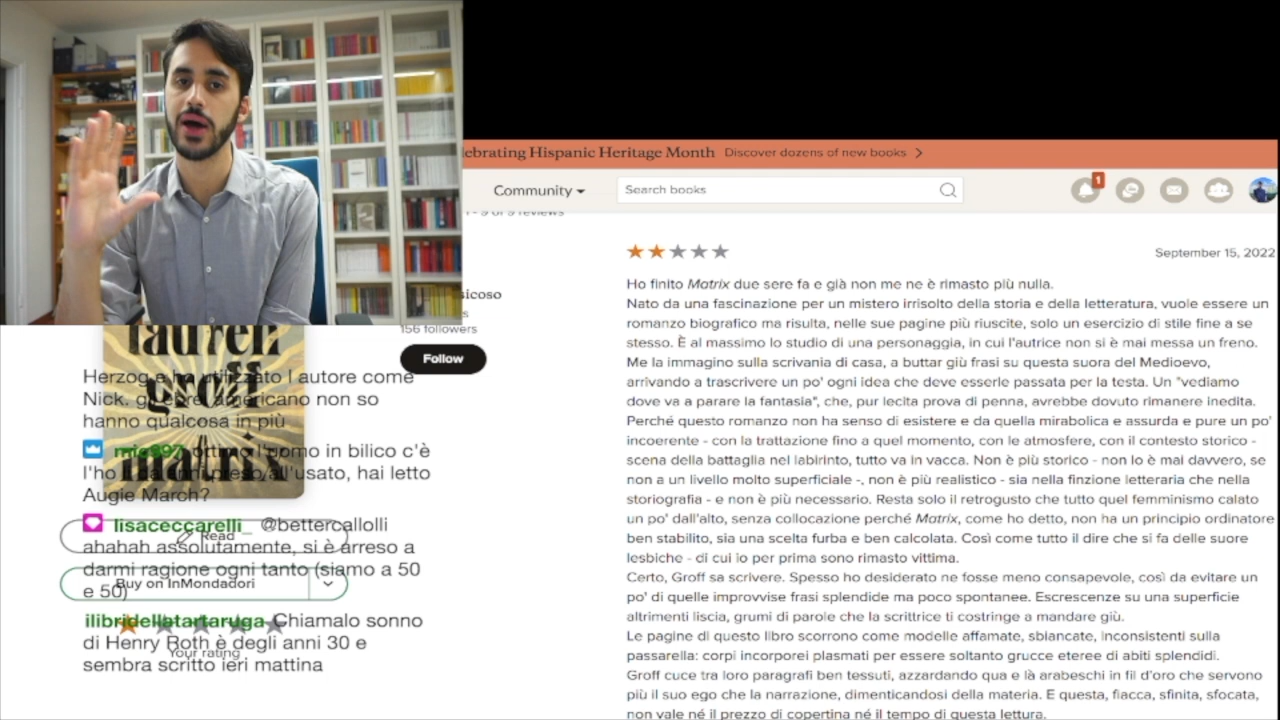 lebrating Hispanic Heritage Month Discover dozens of new books
Community
Search books
1
1 - 9 of 9 reviews
September 15, 2022
sicoso
156 followers
Follow
Ho finito Matrix due sere fa e già non me ne è rimasto più nulla.
Nato da una fascinazione per un mistero irrisolto della storia e della letteratura, vuole essere un
romanzo biografico ma risulta, nelle sue pagine più riuscite, solo un esercizio di stile fine a se
stesso. È al massimo lo studio di una personaggia, in cui l'autrice non si è mai messa un freno.
Me la immagino sulla scrivania di casa, a buttar giù frasi su questa suora del Medioevo,
arrivando a trascrivere un po' ogni idea che deve esserle passata per la testa. Un "vediamo
dove va a parare la fantasia", che, pur lecita prova di penna, avrebbe dovuto rimanere inedita.
Perché questo romanzo non ha senso di esistere e da quella mirabolica e assurda e pure un po'
incoerente - con la trattazione fino a quel momento, con le atmosfere, con il contesto storico -
scena della battaglia nel labirinto, tutto va in vacca. Non è più storico - non lo è mai davvero, se
non a un livello molto superficiale -, non è più realistico - sia nella finzione letteraria che nella
storiografia - e non è più necessario. Resta solo il retrogusto che tutto quel femminismo calato
un po' dall'alto, senza collocazione perché Matrix, come ho detto, non ha un principio ordinatore
ben stabilito, sia una scelta furba e ben calcolata. Così come tutto il dire che si fa delle suore
lesbiche - di cui io per prima sono rimasto vittima.
Certo, Groff sa scrivere. Spesso ho desiderato ne fosse meno consapevole, così da evitare un
po' di quelle improvvise frasi splendide ma poco spontanee. Escrescenze su una superficie
altrimenti liscia, grumi di parole che la scrittrice ti costringe a mandare giù.
Le pagine di questo libro scorrono come modelle affamate, sbiancate, inconsistenti sulla
passarella: corpi incorporei plasmati per essere soltanto grucce eteree di abiti splendidi.
Groff cuce tra loro paragrafi ben tessuti, azzardando qua e là arabeschi in fil d'oro che servono
più il suo ego che la narrazione, dimenticandosi della materia. E questa, fiacca, sfinita, sfocata,
non vale né il prezzo di copertina né il tempo di questa lettura.
lauren
groff
matrix
Herzog e ha utilizzato l autore come
Nick. gli ebrei americano non so
hanno qualcosa in più
mic997 ottimo l'uomo in bilico c'è
l'ho lì da anni preso all'usato, hai letto
Augie March?
lisaceccarelli_ @bettercallolli
ahahah assolutamente, si è arreso a
darmi ragione ogni tanto (siamo a 50
e 50)
ilibridellatartaruga Chiamalo sonno
di Henry Roth è degli anni 30 e
sembra scritto ieri mattina
Read
Buy on InMondadori
Your rating